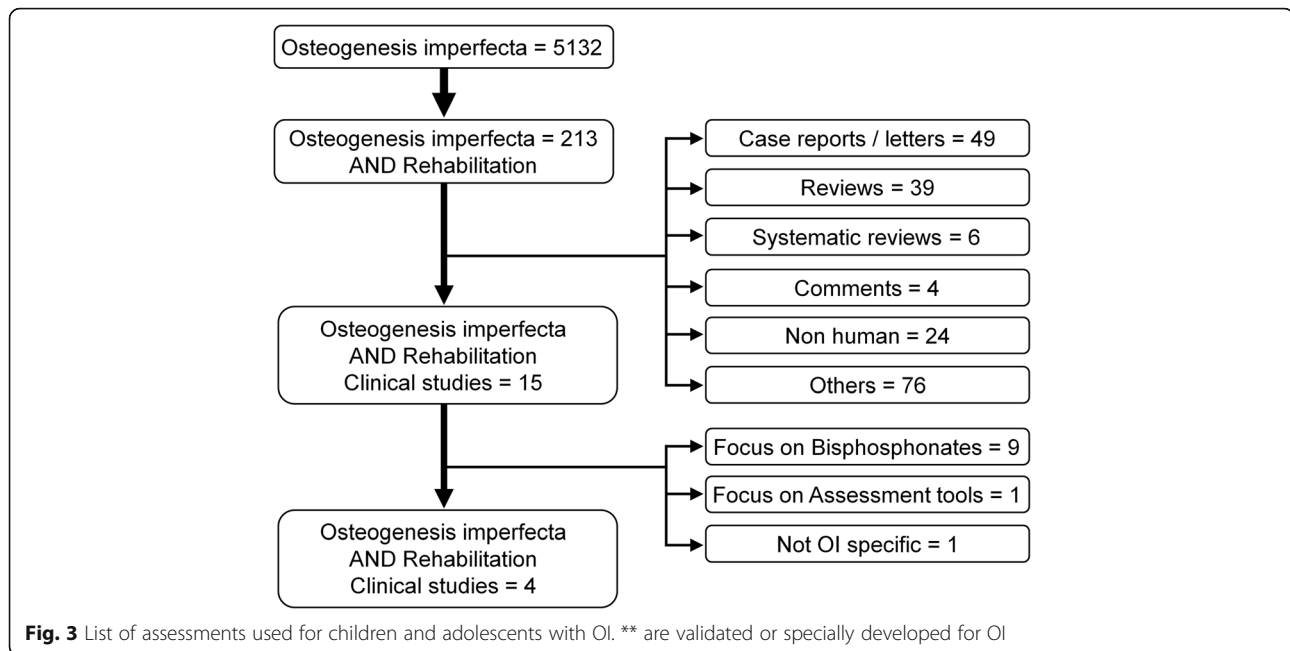 Osteogenesis imperfecta = 5132
Osteogenesis imperfecta = 213
AND Rehabilitation
Case reports / letters = 49
Reviews = 39
Systematic reviews = 6
Comments = 4
Non human = 24
Others = 76
Osteogenesis imperfecta
AND Rehabilitation
Clinical studies = 15
Focus on Bisphosphonates = 9
Focus on Assessment tools = 1
Not OI specific = 1
Osteogenesis imperfecta
AND Rehabilitation
Clinical studies = 4
Fig. 3 List of assessments used for children and adolescents with OI. ** are validated or specially developed for OI